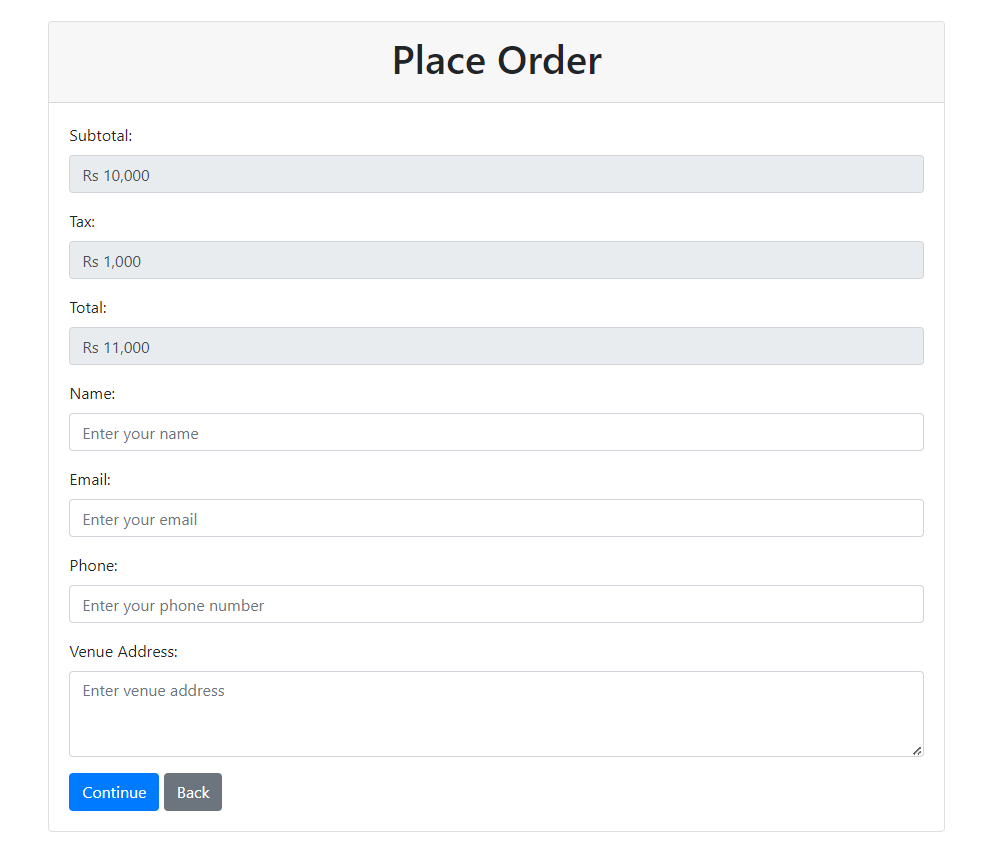 Place Order
Subtotal:
Rs 10,000
Tax:
Rs 1,000
Total:
Rs 11,000
Name:
Enter your name
Email:
Enter your email
Phone:
Enter your phone number
Venue Address:
Enter venue address
Continue Back